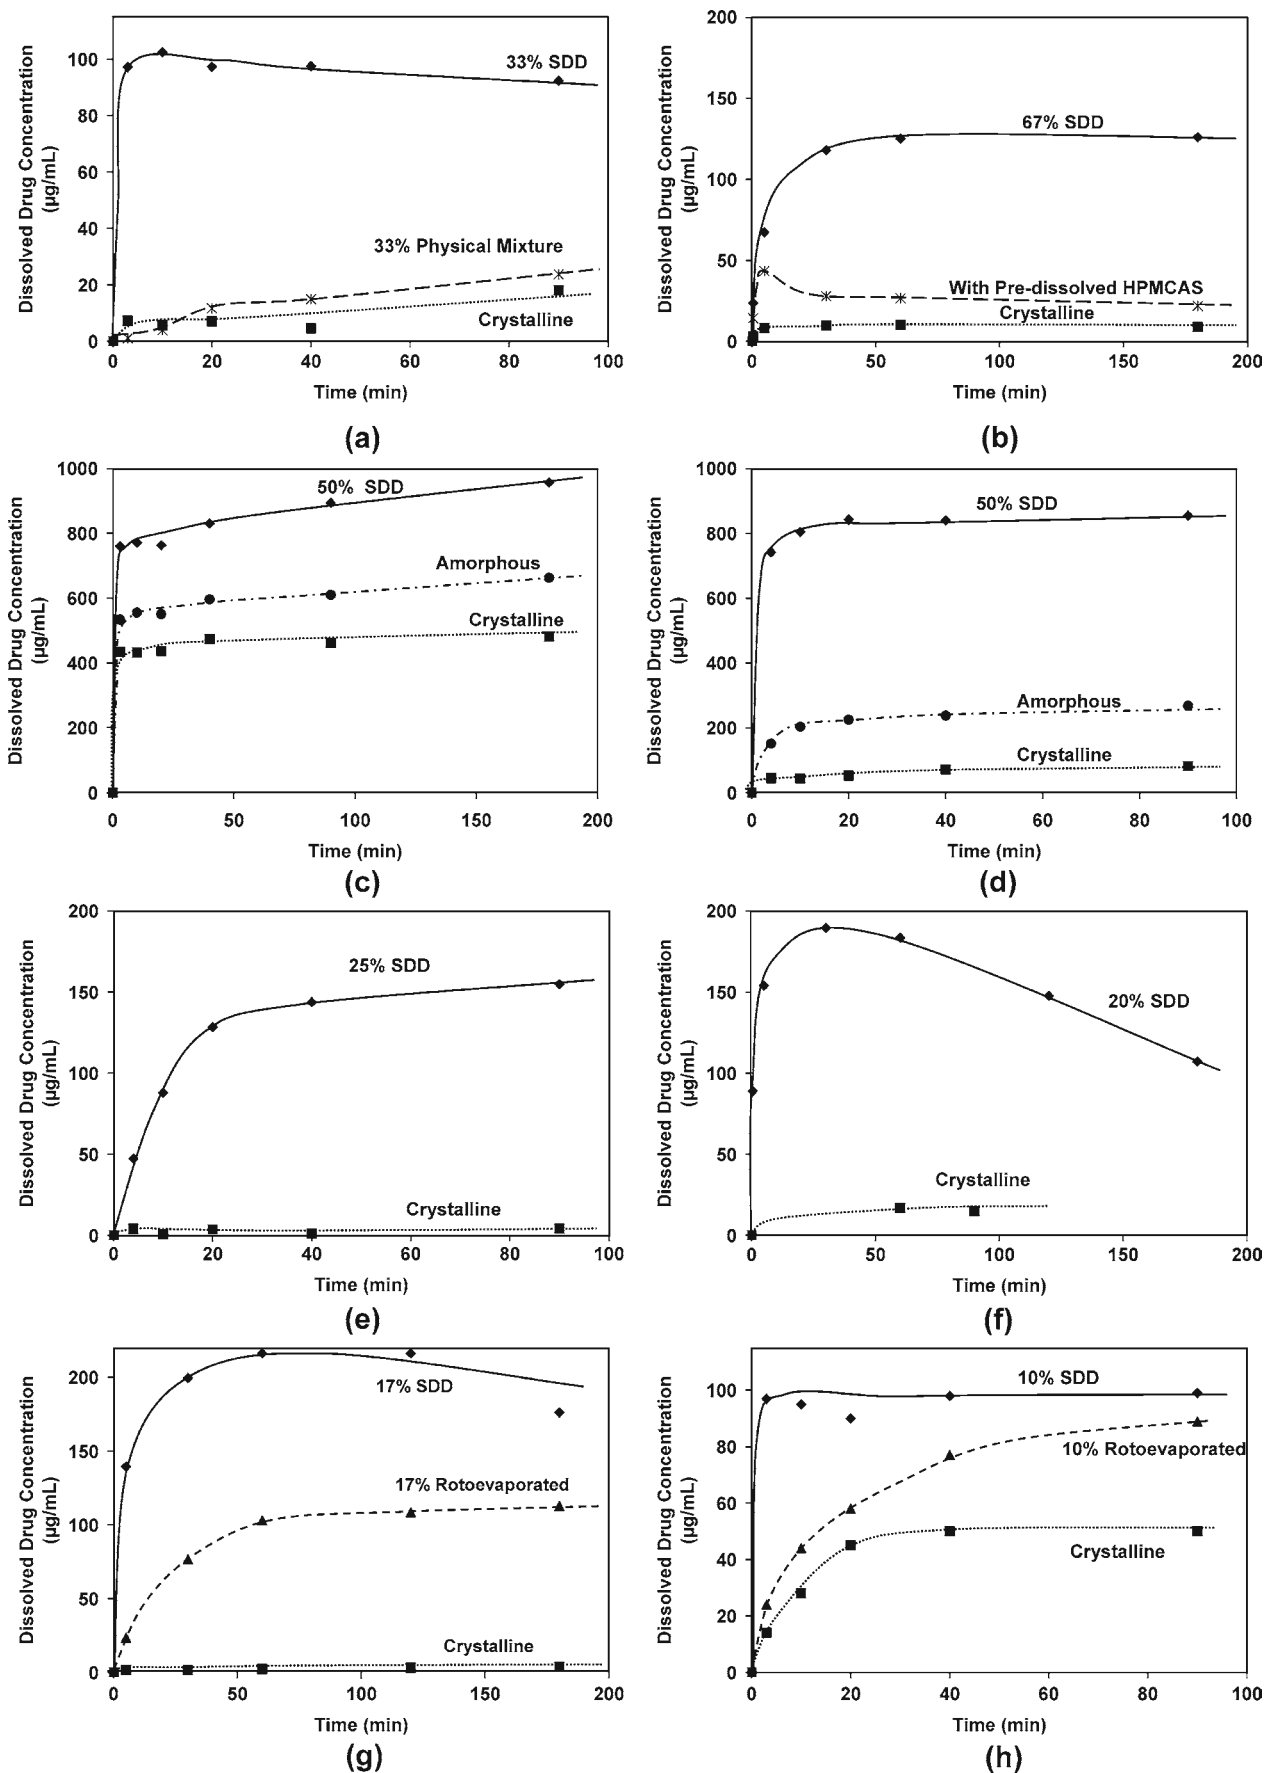 Dissolved Drug Concentration
(µg/mL)
100
80
60
40
20
0
33% SDD
33% Physical Mixture
Crystalline
0 20 40 60 80 100
Time (min)
(a)
Dissolved Drug Concentration
(µg/mL)
200
150
100
50
0
67% SDD
With Pre-dissolved HPMCAS
Crystalline
0 50 100 150 200
Time (min)
(b)
Dissolved Drug Concentration
(µg/mL)
1000
800
600
400
200
0
50% SDD
Amorphous
Crystalline
0 50 100 150 200
Time (min)
(c)
Dissolved Drug Concentration
(µg/mL)
1000
800
600
400
200
0
50% SDD
Amorphous
Crystalline
0 20 40 60 80 100
Time (min)
(d)
Dissolved Drug Concentration
(µg/mL)
200
150
100
50
0
25% SDD
Crystalline
0 20 40 60 80 100
Time (min)
(e)
Dissolved Drug Concentration
(µg/mL)
200
150
100
50
0
20% SDD
Crystalline
0 50 100 150 200
Time (min)
(f)
Dissolved Drug Concentration
(µg/mL)
200
150
100
50
0
17% SDD
17% Rotoevaporated
Crystalline
0 50 100 150 200
Time (min)
(g)
Dissolved Drug Concentration
(µg/mL)
100
80
60
40
20
0
10% SDD
10% Rotoevaporated
Crystalline
0 20 40 60 80 100
Time (min)
(h)